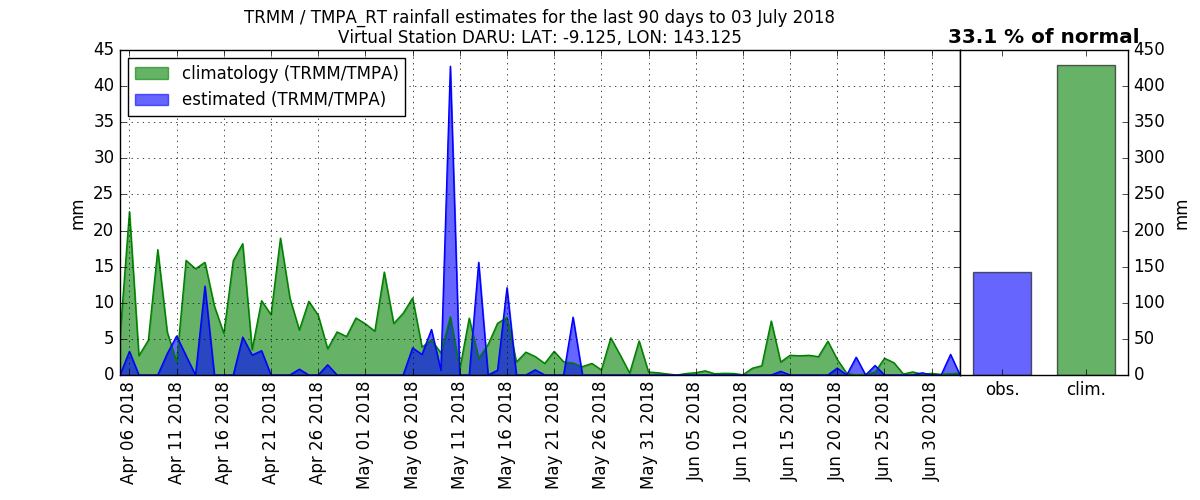 TRMM / TMPA_RT rainfall estimates for the last 90 days to 03 July 2018
Virtual Station DARU: LAT: -9.125, LON: 143.125
33.1 % of normal
climatology (TRMM/TMPA)
estimated (TRMM/TMPA)
45
40
35
30
25
20
15
10
5
0
mm
450
400
350
300
250
200
150
100
50
0
mm
Apr 06 2018
Apr 11 2018
Apr 16 2018
Apr 21 2018
Apr 26 2018
May 01 2018
May 06 2018
May 11 2018
May 16 2018
May 21 2018
May 26 2018
May 31 2018
Jun 05 2018
Jun 10 2018
Jun 15 2018
Jun 20 2018
Jun 25 2018
Jun 30 2018
obs.
clim.